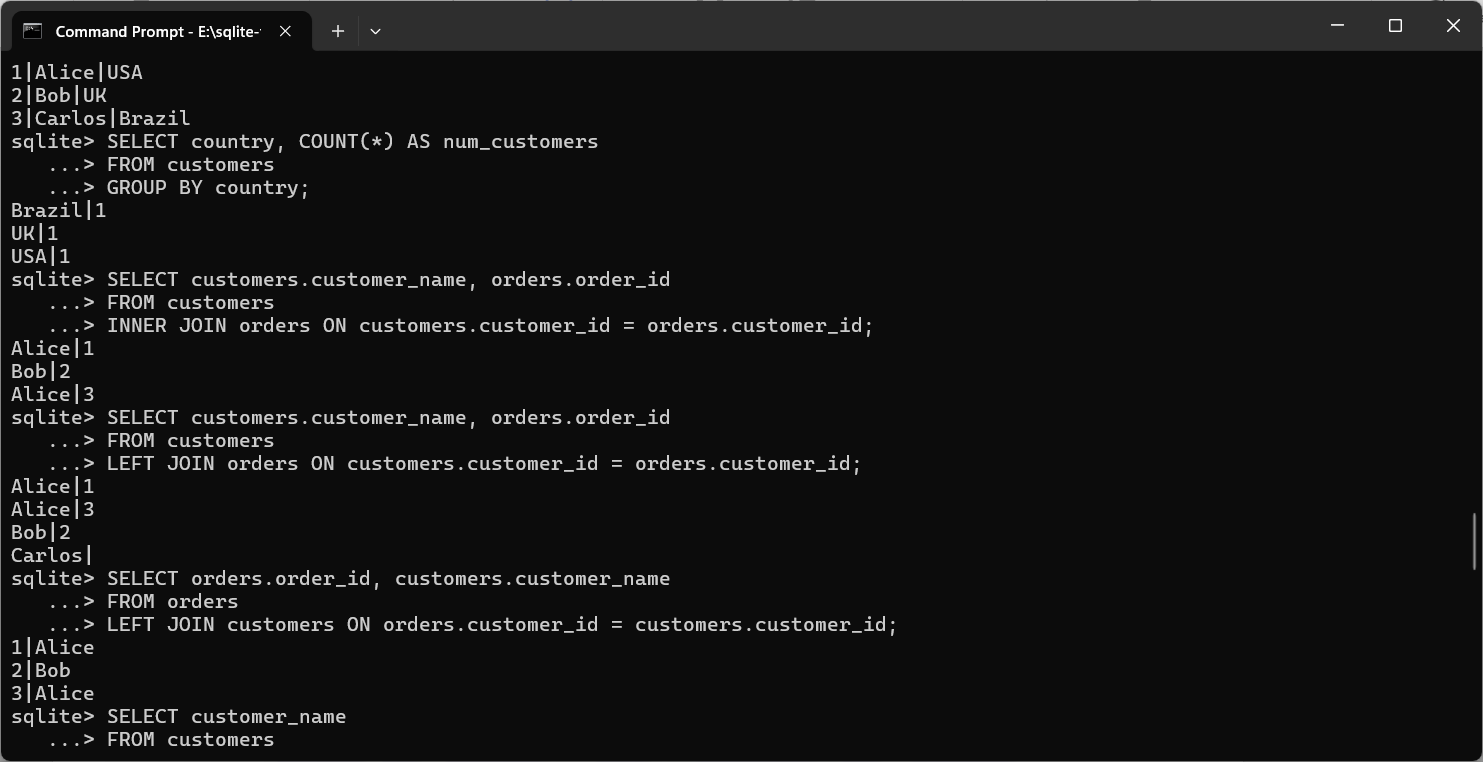 Command Prompt - E:\sqlite-
1|Alice|USA
2|Bob|UK
3|Carlos|Brazil
sqlite> SELECT country, COUNT(*) AS num_customers
   ...> FROM customers
   ...> GROUP BY country;
Brazil|1
UK|1
USA|1
sqlite> SELECT customers.customer_name, orders.order_id
   ...> FROM customers
   ...> INNER JOIN orders ON customers.customer_id = orders.customer_id;
Alice|1
Bob|2
Alice|3
sqlite> SELECT customers.customer_name, orders.order_id
   ...> FROM customers
   ...> LEFT JOIN orders ON customers.customer_id = orders.customer_id;
Alice|1
Alice|3
Bob|2
Carlos|
sqlite> SELECT orders.order_id, customers.customer_name
   ...> FROM orders
   ...> LEFT JOIN customers ON orders.customer_id = customers.customer_id;
1|Alice
2|Bob
3|Alice
sqlite> SELECT customer_name
   ...> FROM customers